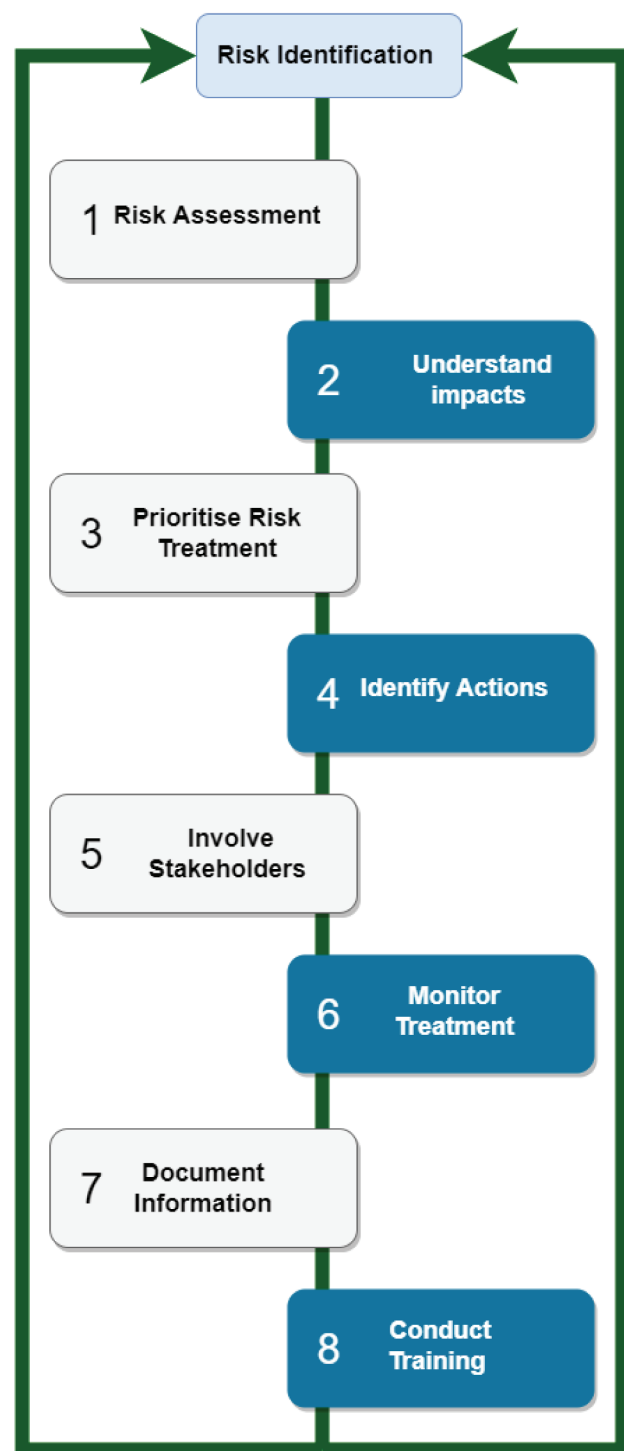 Risk Identification
1 Risk Assessment
2 Understand
impacts
3 Prioritise Risk
Treatment
4 Identify Actions
5 Involve
Stakeholders
6 Monitor
Treatment
7 Document
Information
8 Conduct
Training